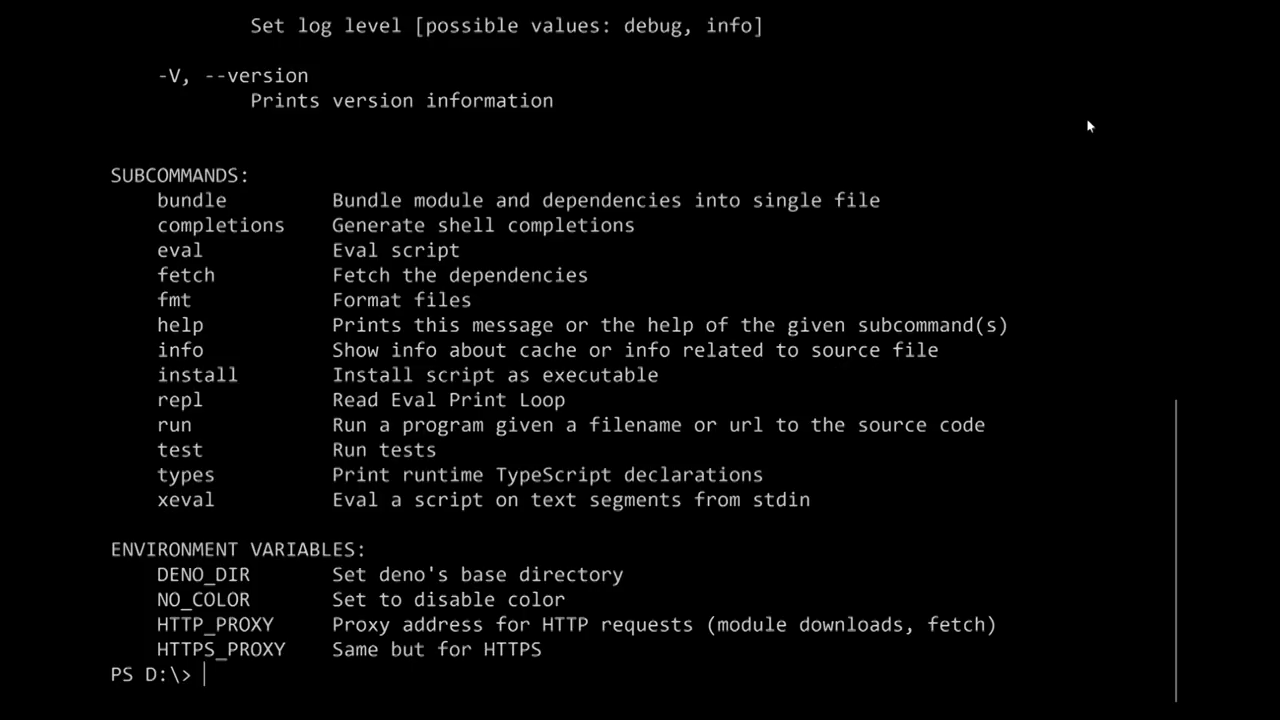 Set log level [possible values: debug, info]
-V, --version
Prints version information
SUBCOMMANDS:
bundle Bundle module and dependencies into single file
completions Generate shell completions
eval Eval script
fetch Fetch the dependencies
fmt Format files
help Prints this message or the help of the given subcommand(s)
info Show info about cache or info related to source file
install Install script as executable
repl Read Eval Print Loop
run Run a program given a filename or url to the source code
test Run tests
types Print runtime TypeScript declarations
xeval Eval a script on text segments from stdin
ENVIRONMENT VARIABLES:
DENO_DIR Set deno's base directory
NO_COLOR Set to disable color
HTTP_PROXY Proxy address for HTTP requests (module downloads, fetch)
HTTPS_PROXY Same but for HTTPS
PS D:\>